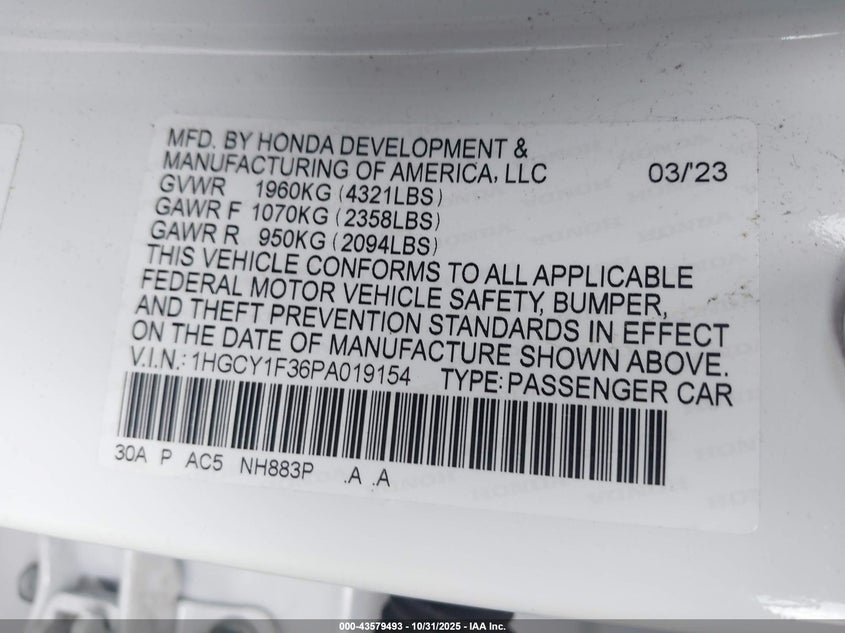 MFD. BY HONDA DEVELOPMENT &
MANUFACTURING OF AMERICA, LLC 03/'23
GVWR 1960KG (4321LBS)
GAWR F 1070KG (2358LBS)
GAWR R 950KG (2094LBS)
THIS VEHICLE CONFORMS TO ALL APPLICABLE
FEDERAL MOTOR VEHICLE SAFETY, BUMPER,
AND THEFT PREVENTION STANDARDS IN EFFECT
ON THE DATE OF MANUFACTURE SHOWN ABOVE.
V.I.N.: 1HGCY1F36PA019154 TYPE: PASSENGER CAR
30A P AC5 NH883P .A .A
000-43579493 - 10/31/2025 - IAA Inc.